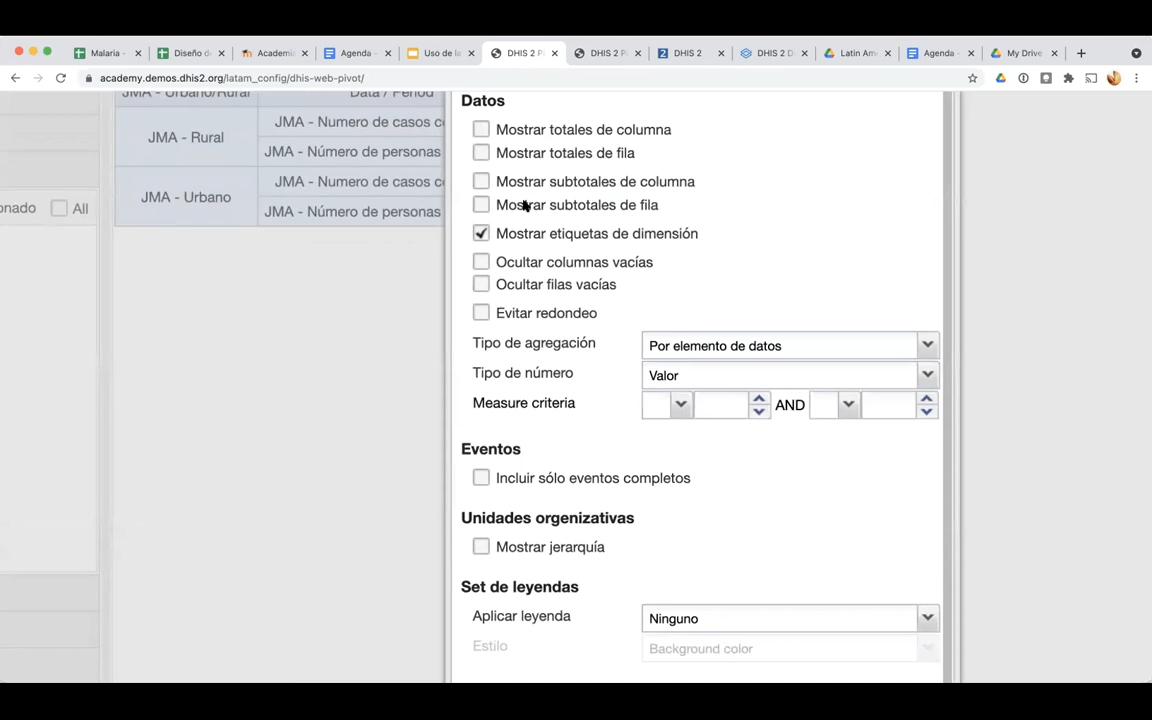 Malaria -
Diseño d
Academia
Agenda -
Uso de la
DHIS 2 P
DHIS 2 P
DHIS 2
DHIS 2 D
Latin Am
Agenda -
My Drive
academy.demos.dhis2.org/latam_config/dhis-web-pivot/
JMA - Urbano/Rural
Data / Period
JMA - Rural
JMA - Numero de casos c
JMA - Número de personas
JMA - Urbano
JMA - Numero de casos c
JMA - Número de personas
onado
All
Datos
Mostrar totales de columna
Mostrar totales de fila
Mostrar subtotales de columna
Mostrar subtotales de fila
Mostrar etiquetas de dimensión
Ocultar columnas vacías
Ocultar filas vacías
Evitar redondeo
Tipo de agregación
Por elemento de datos
Tipo de número
Valor
Measure criteria
AND
Eventos
Incluir sólo eventos completos
Unidades orgenizativas
Mostrar jerarquía
Set de leyendas
Aplicar leyenda
Ninguno
Estilo
Background color